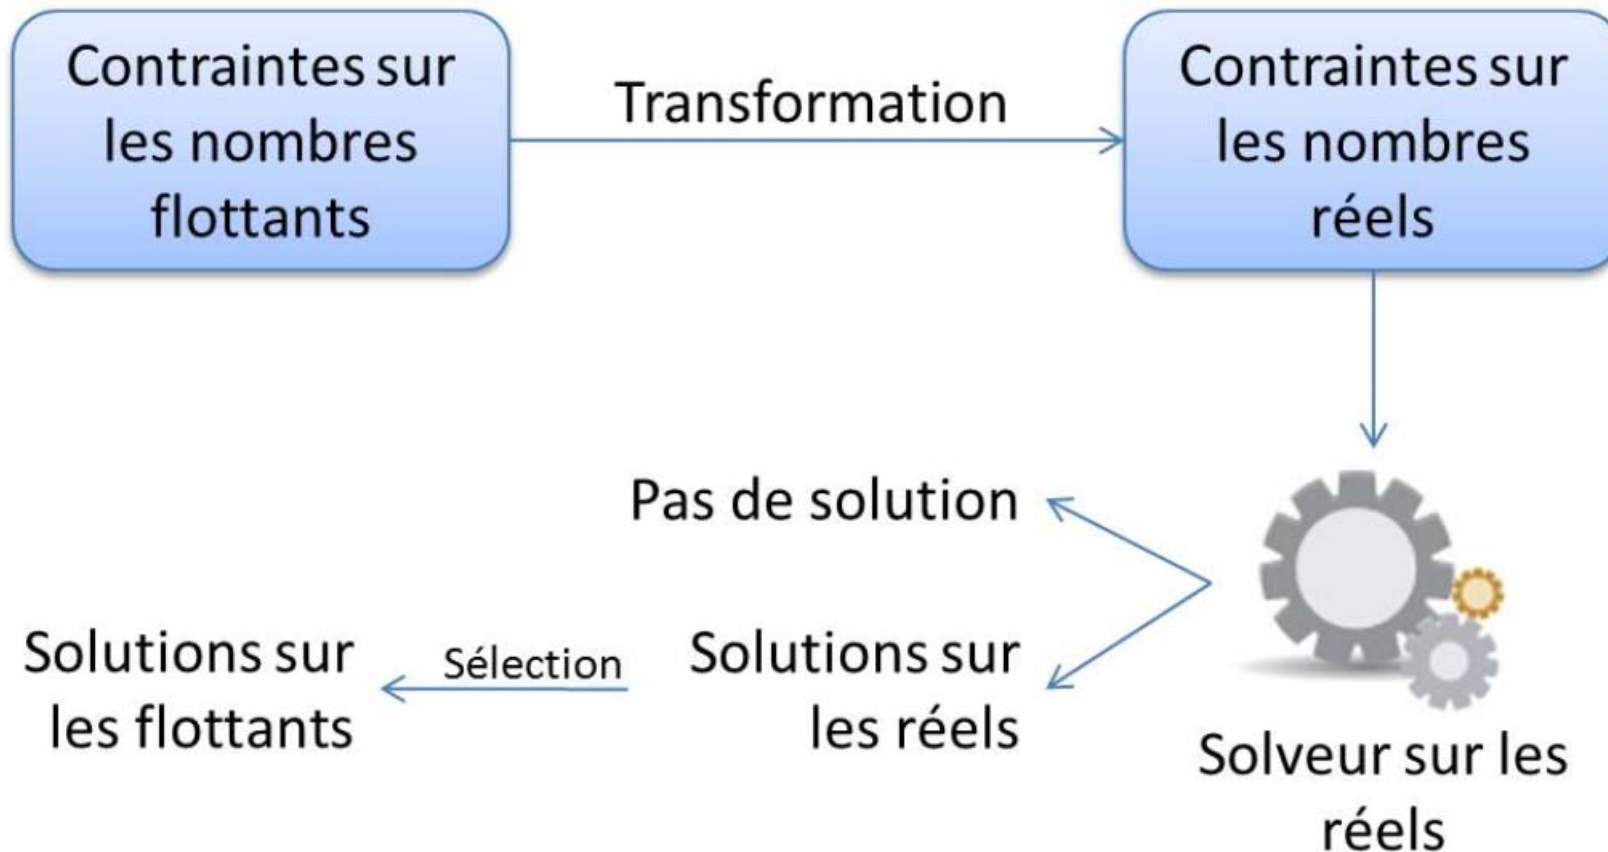 Contraintes sur
les nombres
flottants
Transformation
Contraintes sur
les nombres
réels
Pas de solution
Solutions sur
les flottants
Sélection
Solutions sur
les réels
Solveur sur les
réels